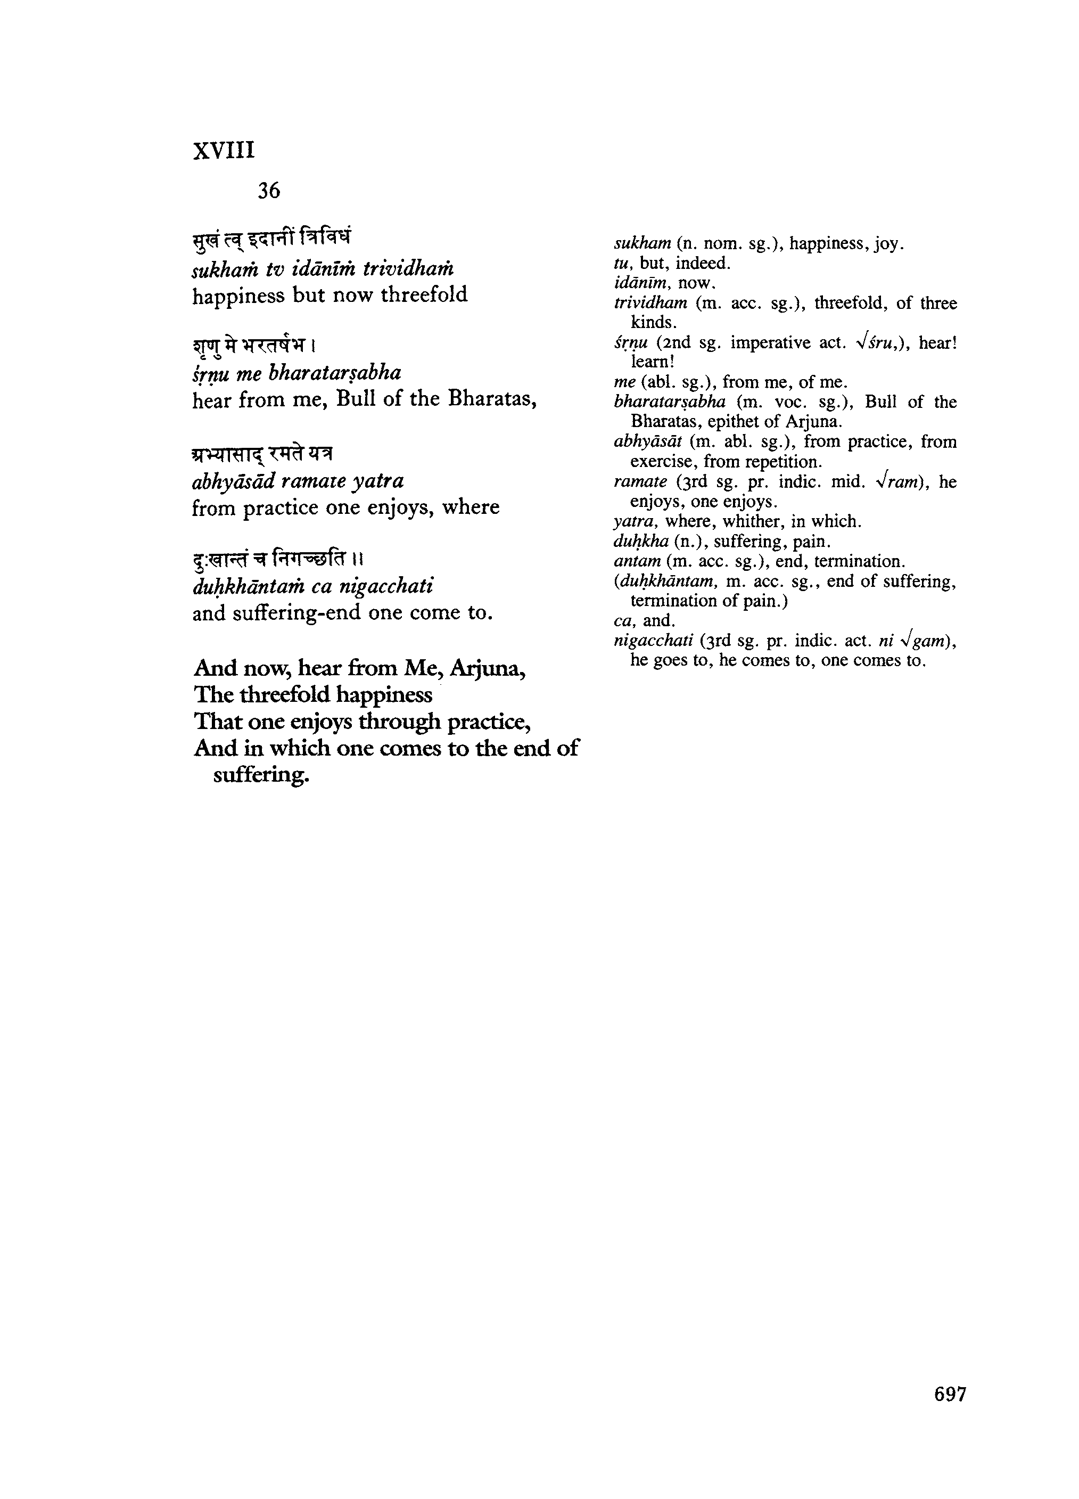 XVIII
36
सुखं त्व् इदानीं त्रिविधं
sukhaṁ tv idānīṁ trividhaṁ
happiness but now threefold
शृणु मे भरतर्षभ ।
śṛṇu me bharatarṣabha
hear from me, Bull of the Bharatas,
अभ्यासाद् रमते यत्र
abhyāsād ramate yatra
from practice one enjoys, where
दुःखान्तं च निगच्छति ॥
duḥkhāntaṁ ca nigacchati
and suffering-end one come to.
And now, hear from Me, Arjuna,
The threefold happiness
That one enjoys through practice,
And in which one comes to the end of
suffering.
sukham (n. nom. sg.), happiness, joy.
tu, but, indeed.
idānīm, now.
trividham (m. acc. sg.), threefold, of three
kinds.
śṛṇu (2nd sg. imperative act. √śru,), hear!
learn!
me (abl. sg.), from me, of me.
bharatarṣabha (m. voc. sg.), Bull of the
Bharatas, epithet of Arjuna.
abhyāsāt (m. abl. sg.), from practice, from
exercise, from repetition.
ramate (3rd sg. pr. indic. mid. √ram), he
enjoys, one enjoys.
yatra, where, whither, in which.
duḥkha (n.), suffering, pain.
antam (m. acc. sg.), end, termination.
(duḥkhāntam, m. acc. sg., end of suffering,
termination of pain.)
ca, and.
nigacchati (3rd sg. pr. indic. act. ni √gam),
he goes to, he comes to, one comes to.
697